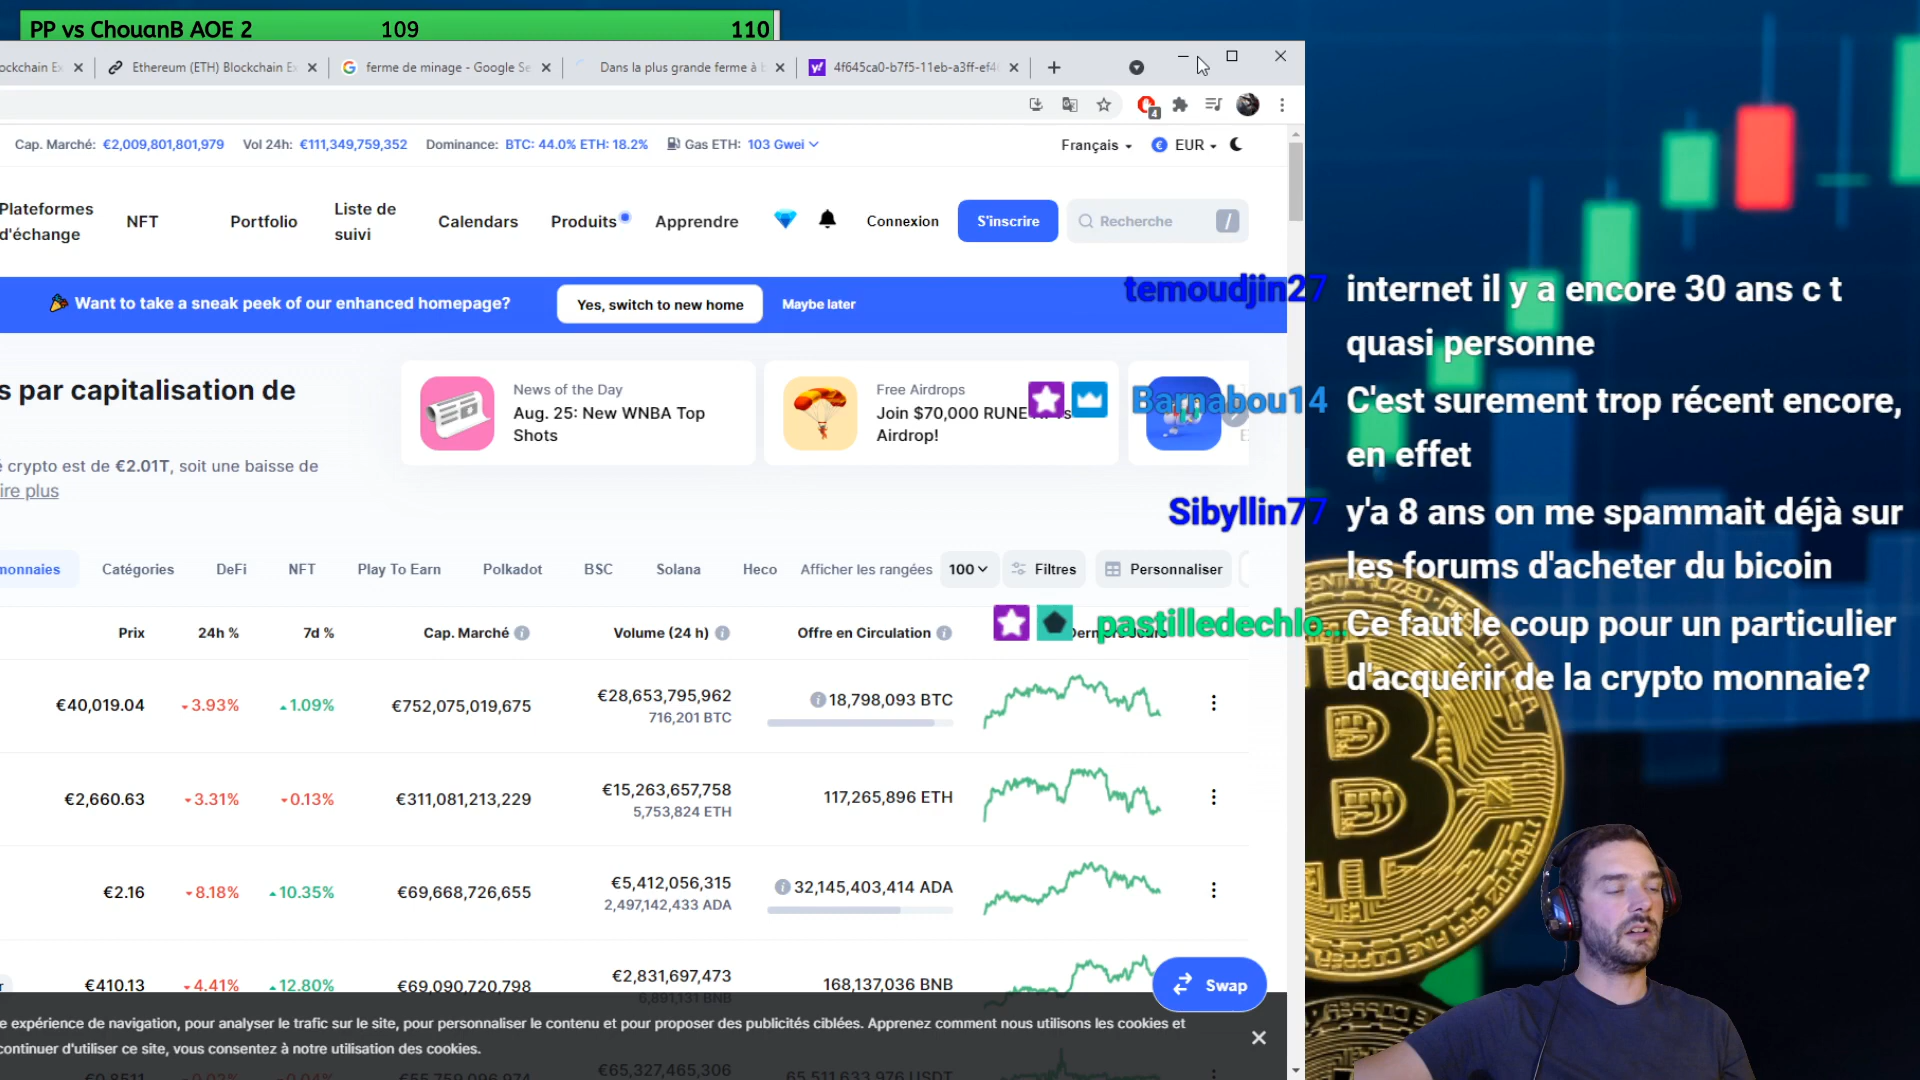 PP vs ChouanB AOE 2 109 110
ockchain Ex Ethereum (ETH) Blockchain Ex ferme de minage - Google Se Dans la plus grande ferme à b 4f645ca0-b7f5-11eb-a3ff-ef4
4
Cap. Marché: €2,009,801,801,979 Vol 24h: €111,349,759,352 Dominance: BTC: 44.0% ETH: 18.2% Gas ETH: 103 Gwei Français EUR
Plateformes d'échange NFT Portfolio Liste de suivi Calendars Produits Apprendre Connexion S'inscrire Recherche /
Want to take a sneak peek of our enhanced homepage? Yes, switch to new home Maybe later
s par capitalisation de
é crypto est de €2.01T, soit une baisse de
ire plus
News of the Day
Aug. 25: New WNBA Top
Shots
Free Airdrops
Join $70,000 RUNE
Airdrop!
monnaies Catégories DeFi NFT Play To Earn Polkadot BSC Solana Heco Afficher les rangées 100 Filtres Personnaliser
Prix 24h % 7d % Cap. Marché Volume (24 h) Offre en Circulation
€40,019.04 3.93% 1.09% €752,075,019,675 €28,653,795,962 18,798,093 BTC
716,201 BTC
€2,660.63 3.31% 0.13% €311,081,213,229 €15,263,657,758 117,265,896 ETH
5,753,824 ETH
€2.16 8.18% 10.35% €69,668,726,655 €5,412,056,315 32,145,403,414 ADA
2,497,142,433 ADA
€410.13 4.41% 12.80% €69,090,720,798 €2,831,697,473 168,137,036 BNB
6,891,131 BNB
Swap
e expérience de navigation, pour analyser le trafic sur le site, pour personnaliser le contenu et pour proposer des publicités ciblées. Apprenez comment nous utilisons les cookies et
continuer d'utiliser ce site, vous consentez à notre utilisation des cookies.
€65,327,465,306
temoudjin27 internet il y a encore 30 ans c t
quasi personne
Barnabou14 C'est surement trop récent encore,
en effet
Sibyllin77 y'a 8 ans on me spammait déjà sur
les forums d'acheter du bicoin
pastilledechlo... Ce faut le coup pour un particulier
d'acquérir de la crypto monnaie?